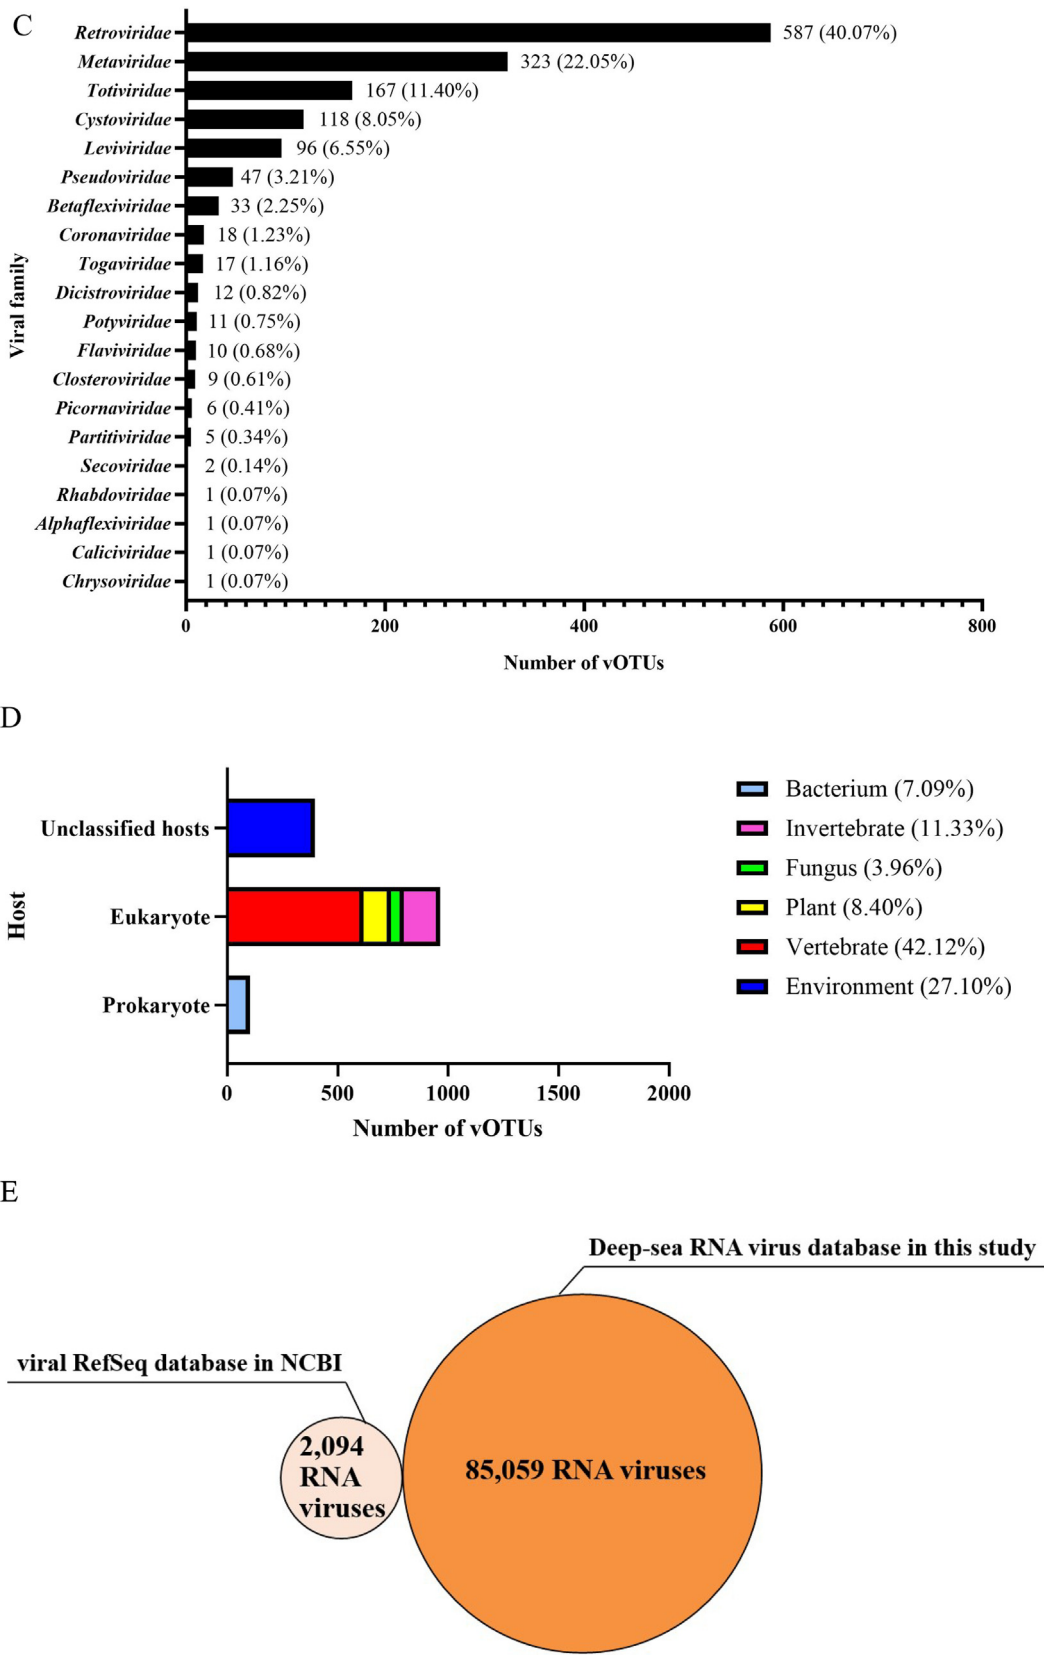 C
Retroviridae 587 (40.07%)
Metaviridae 323 (22.05%)
Totiviridae 167 (11.40%)
Cystoviridae 118 (8.05%)
Leviviridae 96 (6.55%)
Pseudoviridae 47 (3.21%)
Betaflexiviridae 33 (2.25%)
Coronaviridae 18 (1.23%)
Togaviridae 17 (1.16%)
Dicistroviridae 12 (0.82%)
Potyviridae 11 (0.75%)
Flaviviridae 10 (0.68%)
Closteroviridae 9 (0.61%)
Picornaviridae 6 (0.41%)
Partitiviridae 5 (0.34%)
Secoviridae 2 (0.14%)
Rhabdoviridae 1 (0.07%)
Alphaflexiviridae 1 (0.07%)
Caliciviridae 1 (0.07%)
Chrysoviridae 1 (0.07%)
Viral family
0 200 400 600 800
Number of vOTUs
D
Unclassified hosts
Eukaryote
Prokaryote
Host
0 500 1000 1500 2000
Number of vOTUs
Bacterium (7.09%)
Invertebrate (11.33%)
Fungus (3.96%)
Plant (8.40%)
Vertebrate (42.12%)
Environment (27.10%)
E
Deep-sea RNA virus database in this study
viral RefSeq database in NCBI
2,094
RNA
viruses
85,059 RNA viruses